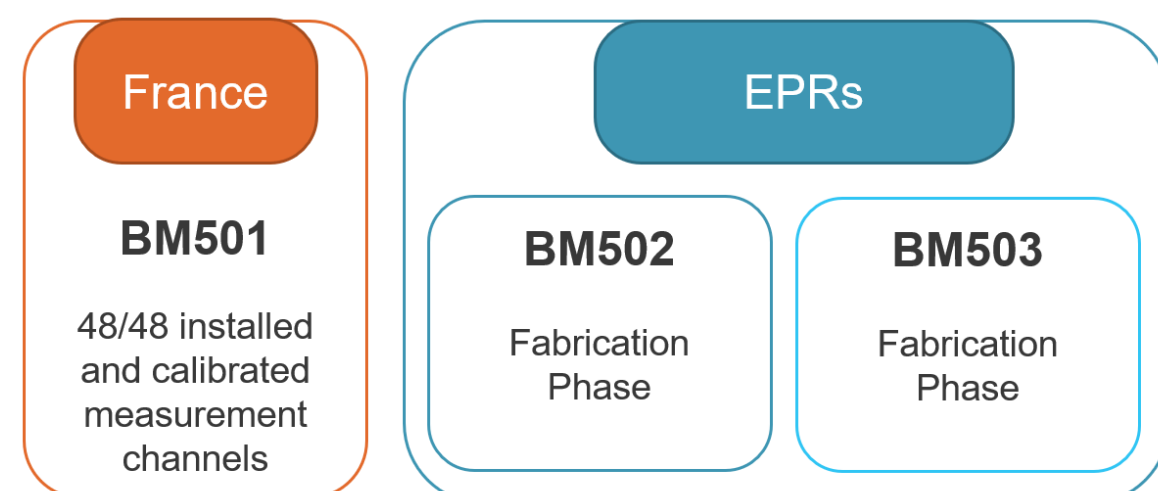 France
BM501
48/48 installed
and calibrated
measurement
channels
EPRs
BM502
Fabrication
Phase
BM503
Fabrication
Phase